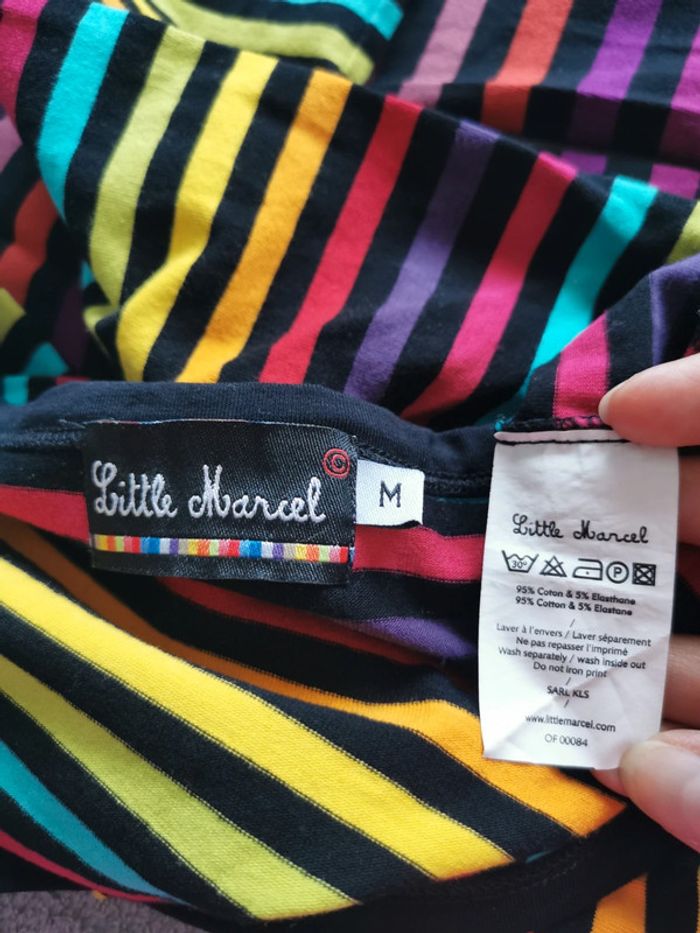 Little Marcel
M
Little Marcel
30°
P
95% Coton & 5% Elasthane
95% Cotton & 5% Elastane
/
Laver à l'envers / Laver séparement
Ne pas repasser l'imprimé
Wash separately / wash inside out
Do not iron print
/
SARL KLS
/
www.littlemarcel.com
OF 00084